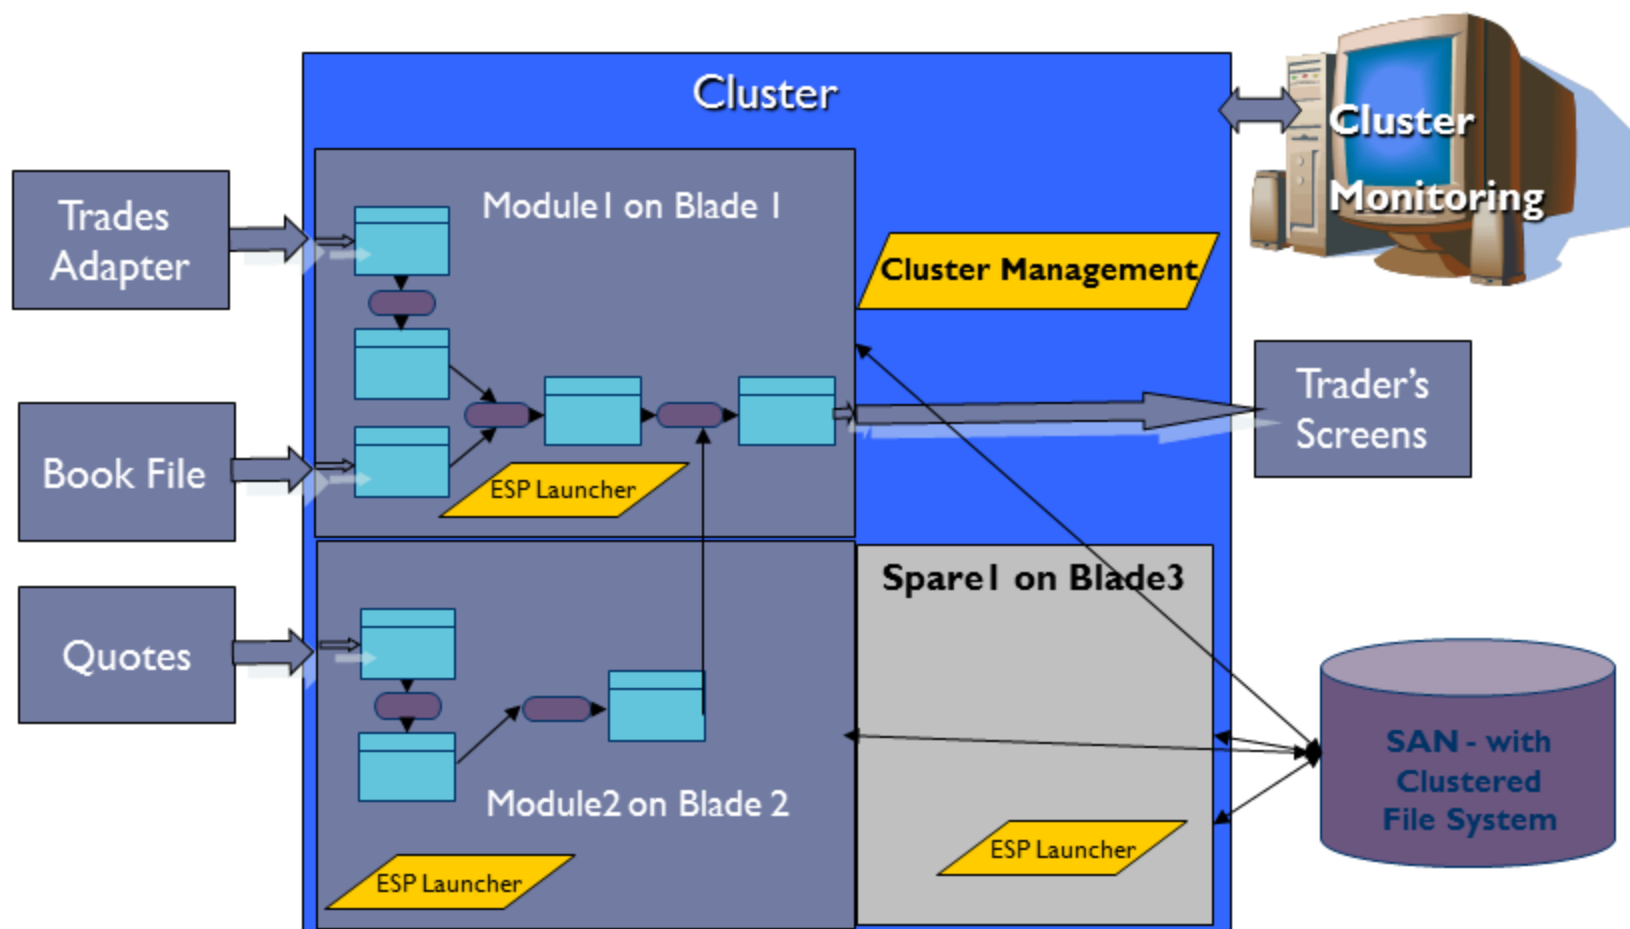 Cluster
Cluster
Monitoring
Trades
Adapter
Module1 on Blade 1
Cluster Management
Trader's
Screens
Book File
ESP Launcher
Quotes
Spare1 on Blade3
SAN - with
Clustered
File System
Module2 on Blade 2
ESP Launcher
ESP Launcher